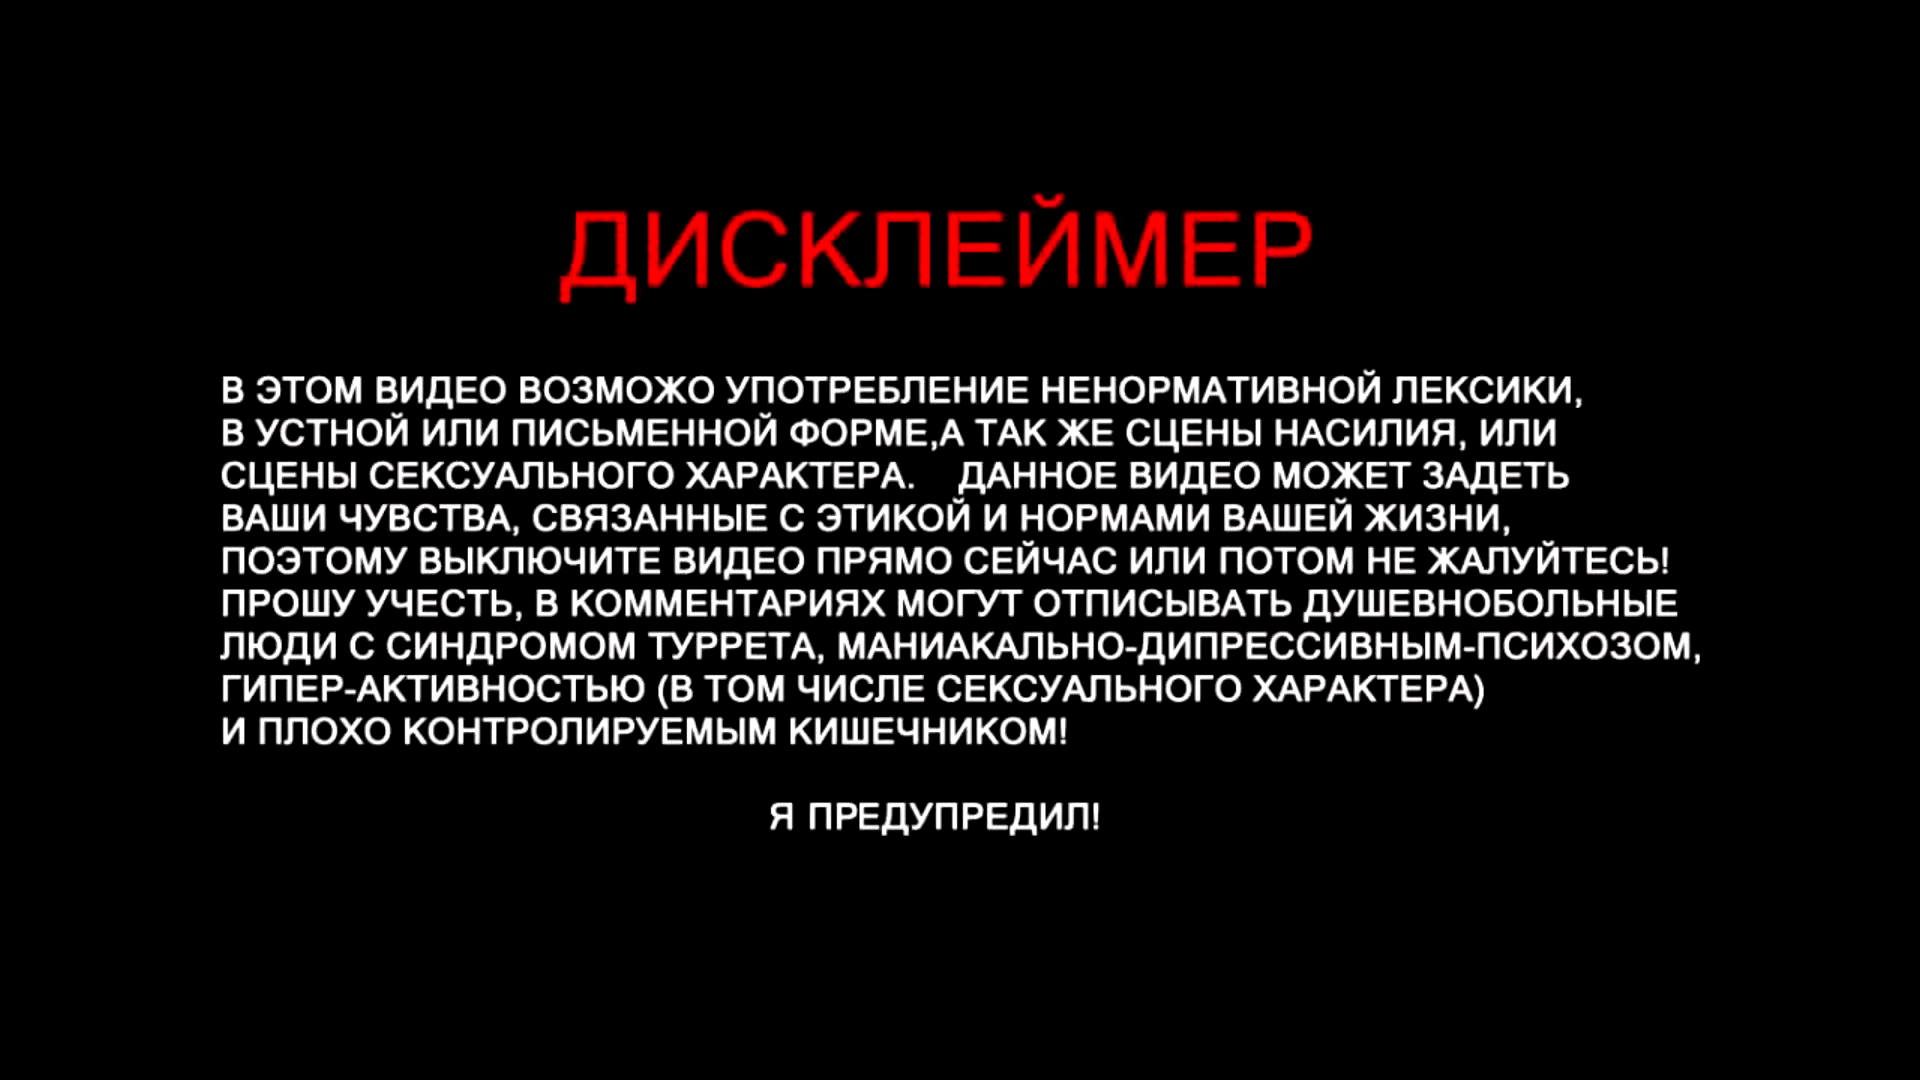 ДИСКЛЕЙМЕР
В ЭТОМ ВИДЕО ВОЗМОЖО УПОТРЕБЛЕНИЕ НЕНОРМАТИВНОЙ ЛЕКСИКИ,
В УСТНОЙ ИЛИ ПИСЬМЕННОЙ ФОРМЕ,А ТАК ЖЕ СЦЕНЫ НАСИЛИЯ, ИЛИ
СЦЕНЫ СЕКСУАЛЬНОГО ХАРАКТЕРА. ДАННОЕ ВИДЕО МОЖЕТ ЗАДЕТЬ
ВАШИ ЧУВСТВА, СВЯЗАННЫЕ С ЭТИКОЙ И НОРМАМИ ВАШЕЙ ЖИЗНИ,
ПОЭТОМУ ВЫКЛЮЧИТЕ ВИДЕО ПРЯМО СЕЙЧАС ИЛИ ПОТОМ НЕ ЖАЛУЙТЕСЬ!
ПРОШУ УЧЕСТЬ, В КОММЕНТАРИЯХ МОГУТ ОТПИСЫВАТЬ ДУШЕВНОБОЛЬНЫЕ
ЛЮДИ С СИНДРОМОМ ТУРРЕТА, МАНИАКАЛЬНО-ДИПРЕССИВНЫМ-ПСИХОЗОМ,
ГИПЕР-АКТИВНОСТЬЮ (В ТОМ ЧИСЛЕ СЕКСУАЛЬНОГО ХАРАКТЕРА)
И ПЛОХО КОНТРОЛИРУЕМЫМ КИШЕЧНИКОМ!
Я ПРЕДУПРЕДИЛ!